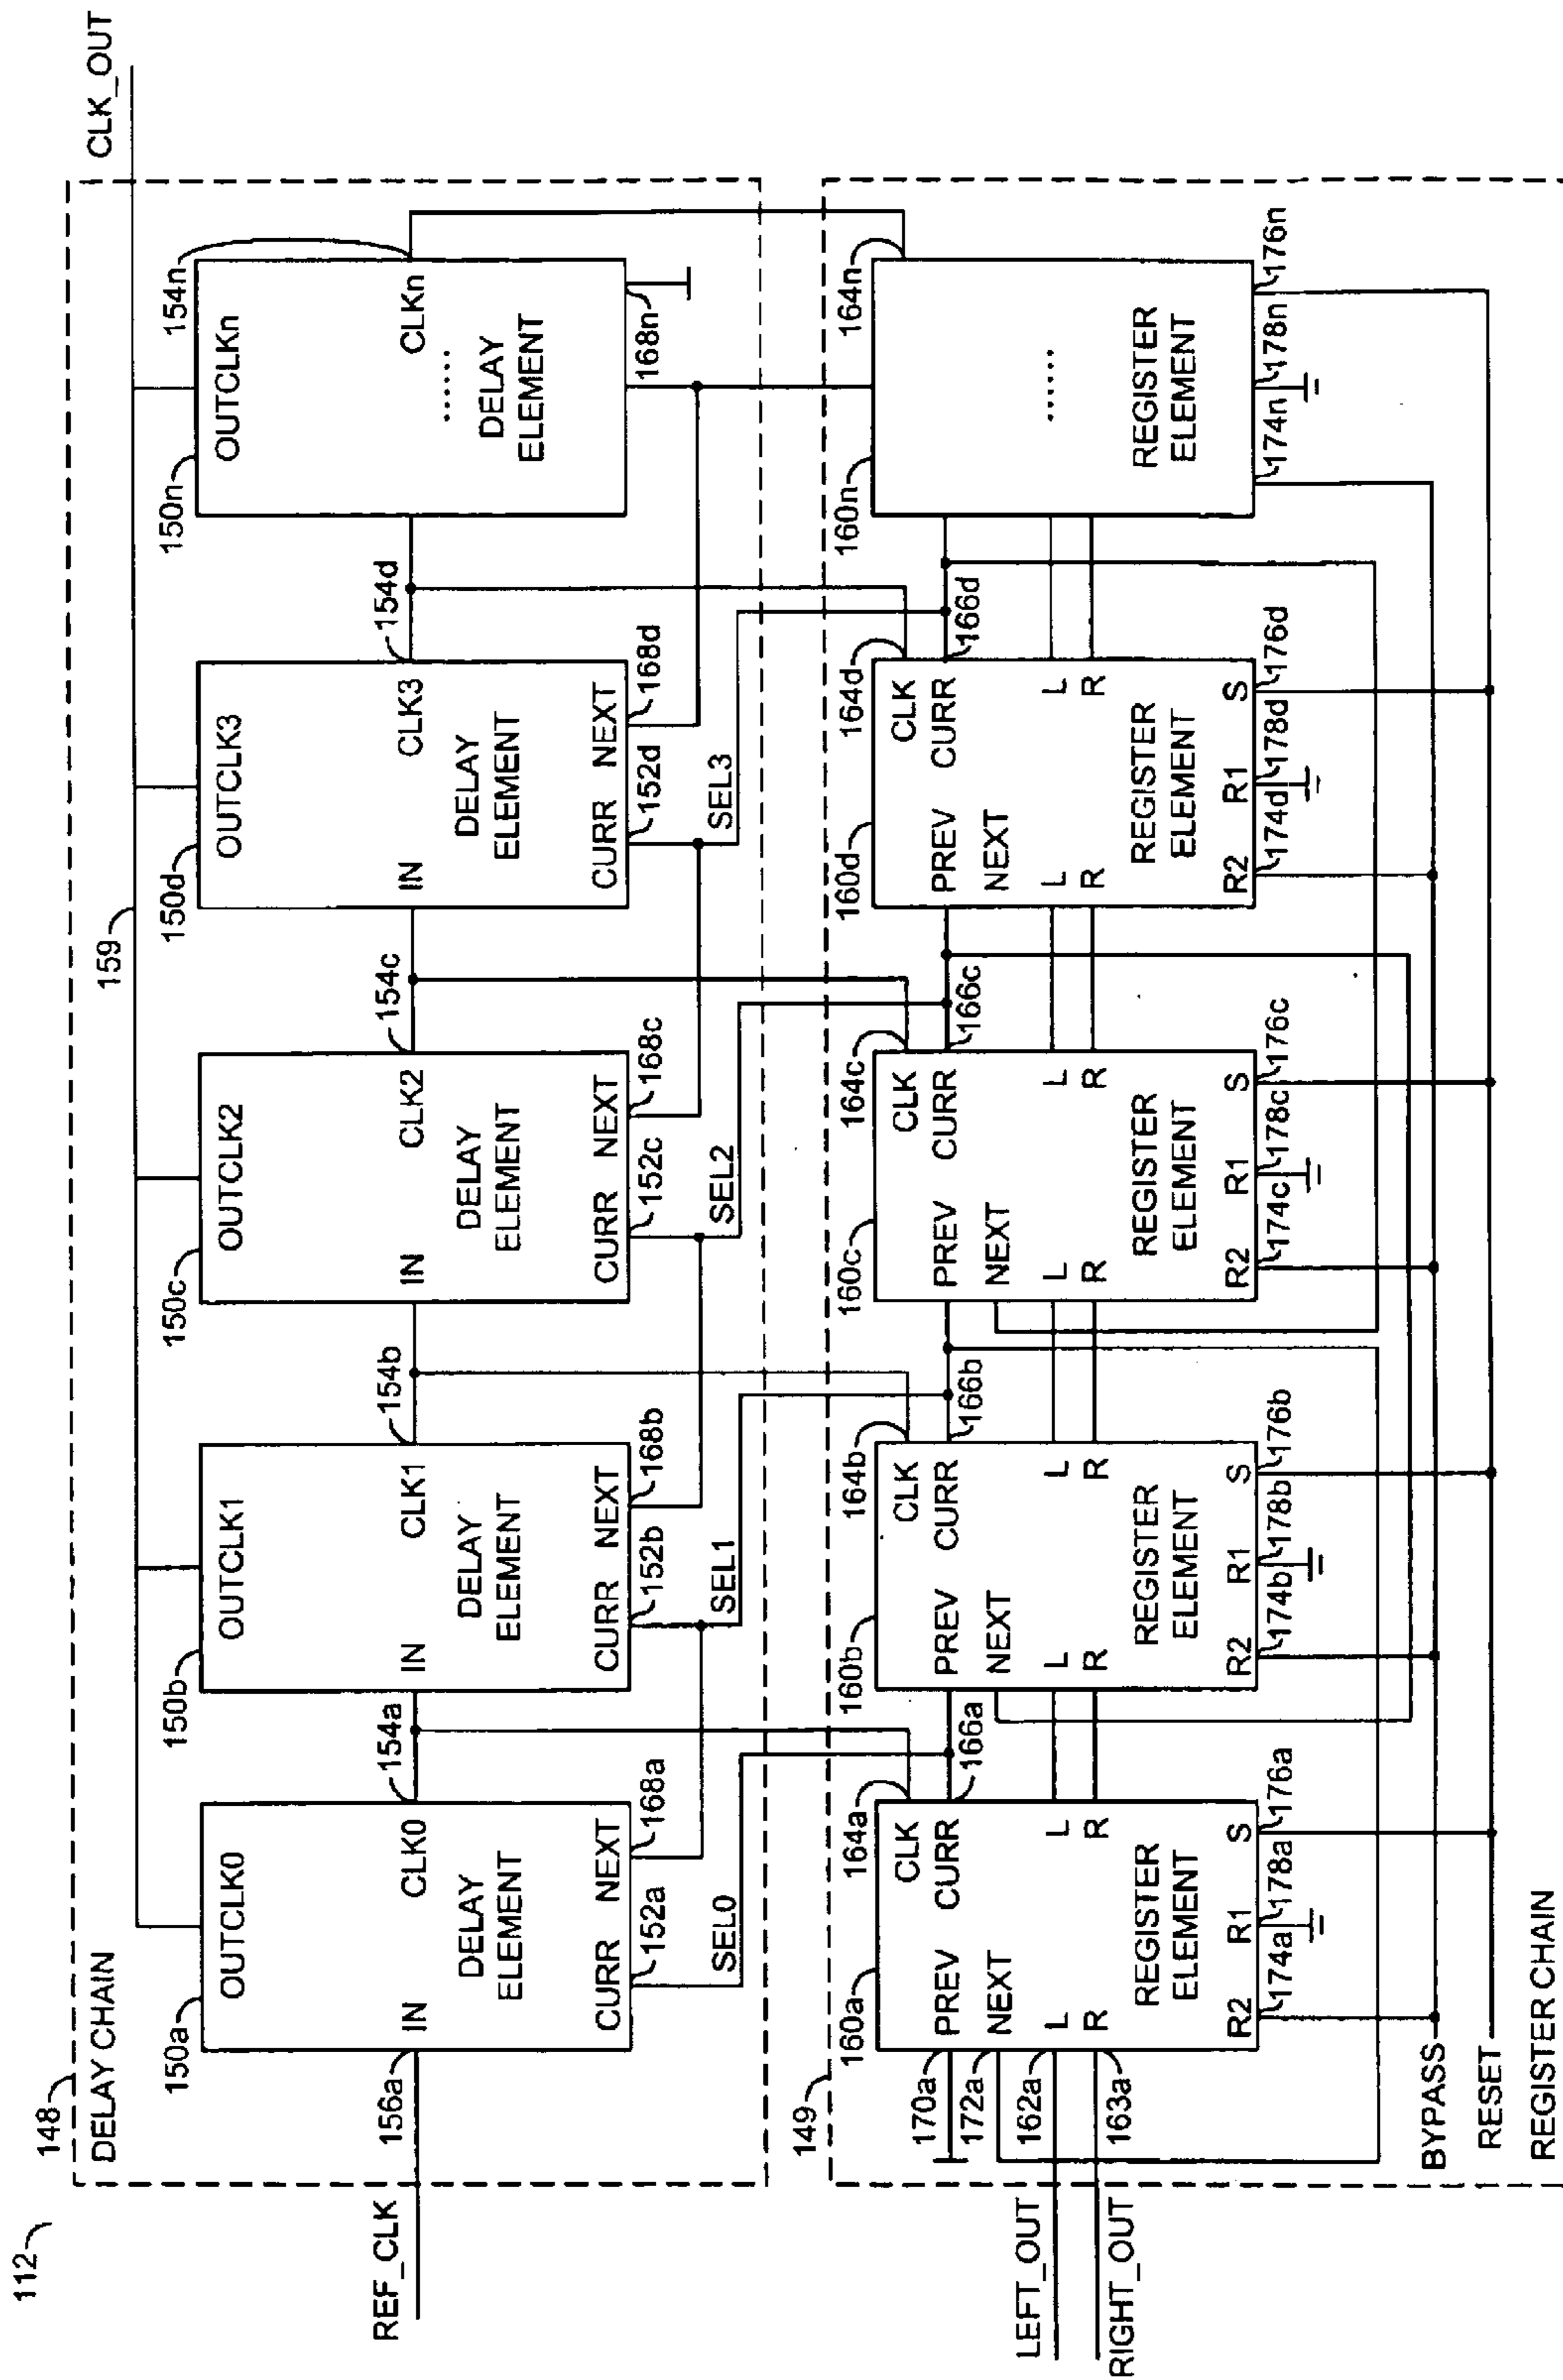 112
148
DELAY CHAIN
159
CLK_OUT
150a
OUTCLK0
150b
OUTCLK1
150c
OUTCLK2
150d
OUTCLK3
150n
OUTCLKn
154n
REF_CLK
156a
IN
CLK0
154a
IN
CLK1
154b
IN
CLK2
154c
IN
CLK3
154d
CLKn
......
DELAY
ELEMENT
DELAY
ELEMENT
DELAY
ELEMENT
DELAY
ELEMENT
DELAY
ELEMENT
CURR NEXT
152a
168a
CURR NEXT
152b
168b
CURR NEXT
152c
168c
CURR NEXT
152d
168d
168n
SEL0
SEL1
SEL2
SEL3
149
160a
164a
160b
164b
160c
164c
160d
164d
160n
164n
CLK
CLK
CLK
CLK
170a
PREV CURR
166a
PREV CURR
166b
PREV CURR
166c
PREV CURR
166d
172a
NEXT
NEXT
NEXT
NEXT
......
LEFT_OUT
162a
L L
L L
L L
L L
RIGHT_OUT
163a
R R
R R
R R
R R
REGISTER
ELEMENT
REGISTER
ELEMENT
REGISTER
ELEMENT
REGISTER
ELEMENT
REGISTER
ELEMENT
R2 R1 S
174a 178a 176a
R2 R1 S
174b 178b 176b
R2 R1 S
174c 178c 176c
R2 R1 S
174d 178d 176d
174n 178n 176n
BYPASS
RESET
REGISTER CHAIN